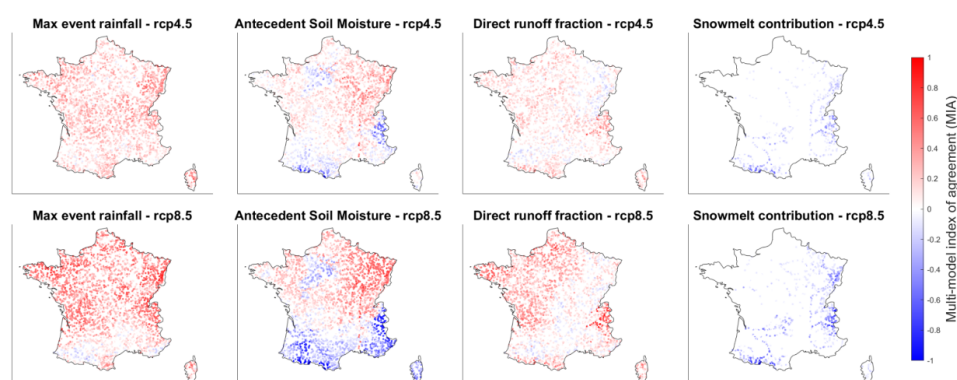 Max event rainfall - rcp4.5
Antecedent Soil Moisture - rcp4.5
Direct runoff fraction - rcp4.5
Snowmelt contribution - rcp4.5
Max event rainfall - rcp8.5
Antecedent Soil Moisture - rcp8.5
Direct runoff fraction - rcp8.5
Snowmelt contribution - rcp8.5
1
0.8
0.6
0.4
0.2
0
-0.2
-0.4
-0.6
-0.8
-1
Multi-model index of agreement (MIA)